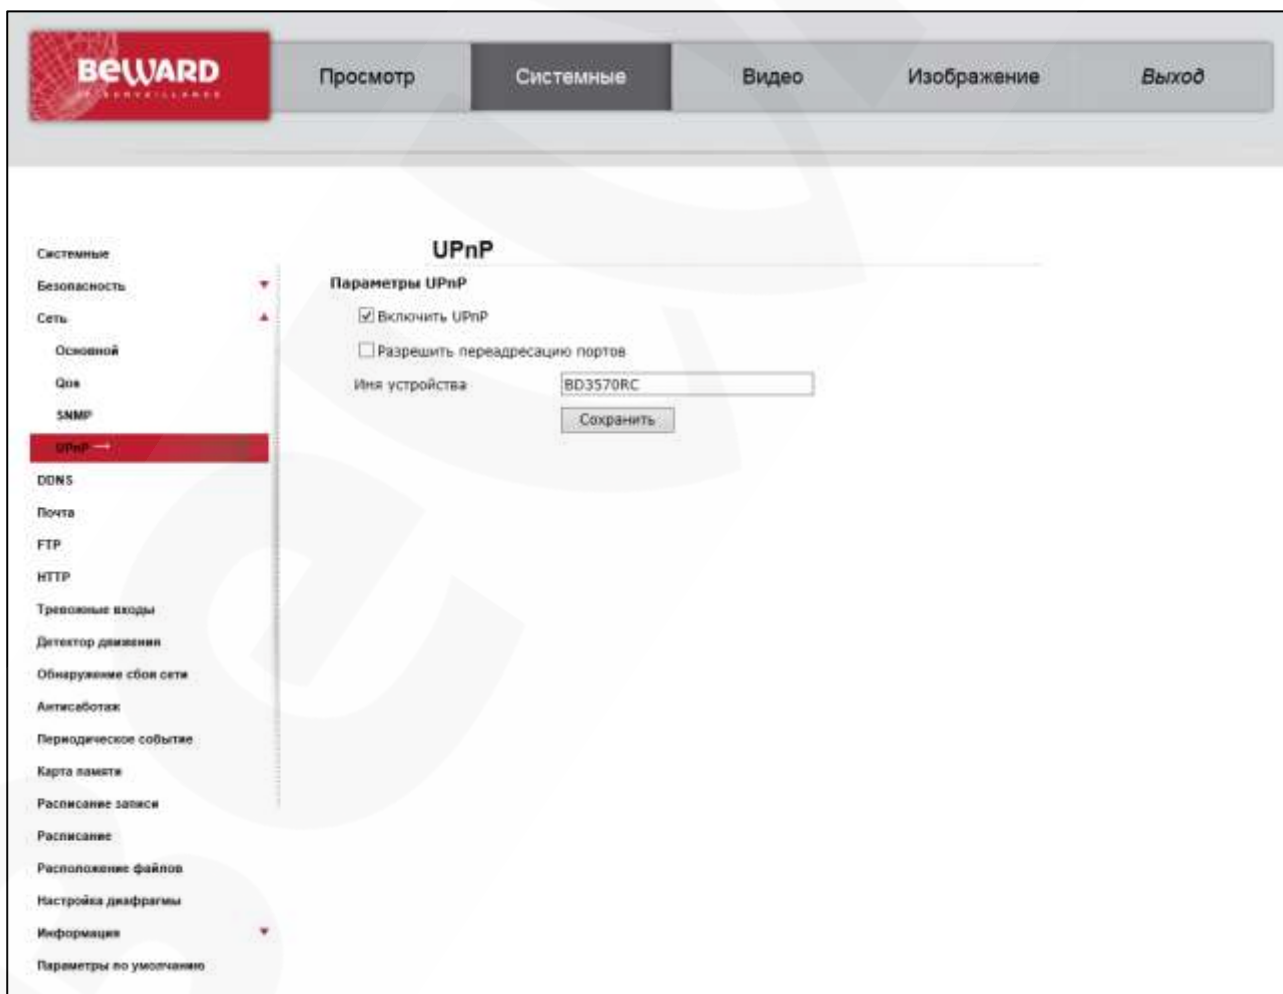 BEWARD
IP SURVEILLANCE
Просмотр
Системные
Видео
Изображение
Выход
UPnP
Параметры UPnP
Включить UPnP
Разрешить переадресацию портов
Имя устройства
BD3570RC
Сохранить
Системные
Безопасность
Сеть
Основной
Qos
SNMP
UPnP
DDNS
Почта
FTP
HTTP
Тревожные входы
Детектор движения
Обнаружение сбоя сети
Антисаботаж
Периодическое событие
Карта памяти
Расписание записи
Расписание
Расположение файлов
Настройка диафрагмы
Информация
Параметры по умолчанию